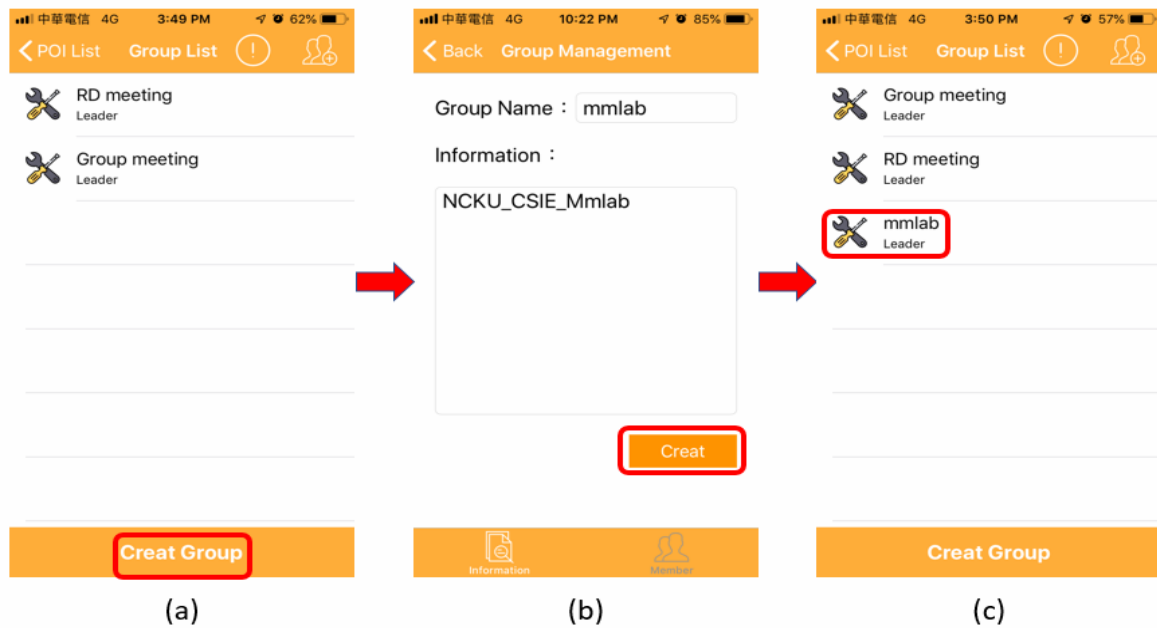 中華電信 4G 3:49 PM 62%
POI List Group List !
RD meeting
Leader
Group meeting
Leader
Creat Group
(a)
中華電信 4G 10:22 PM 85%
Back Group Management
Group Name : mmlab
Information :
NCKU_CSIE_Mmlab
Creat
Information Member
(b)
中華電信 4G 3:50 PM 57%
POI List Group List !
Group meeting
Leader
RD meeting
Leader
mmlab
Leader
Creat Group
(c)